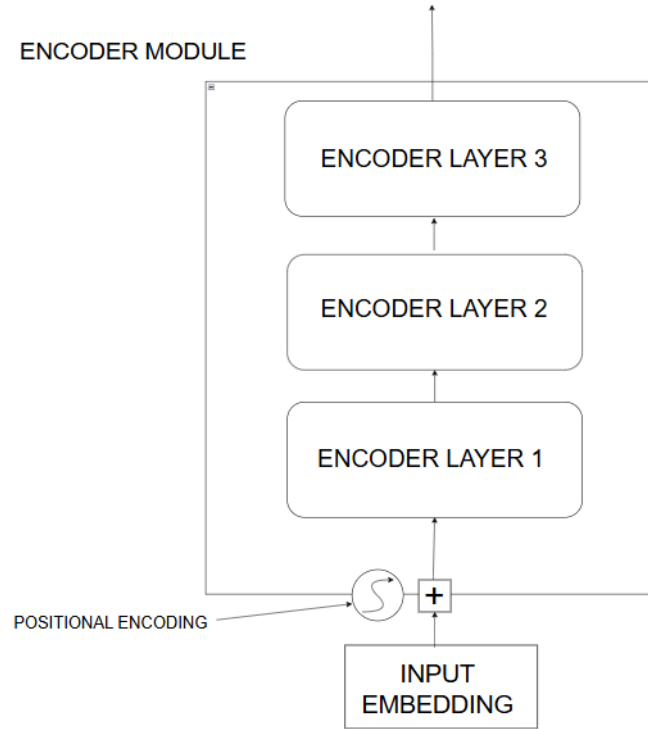 ENCODER MODULE
ENCODER LAYER 3
ENCODER LAYER 2
ENCODER LAYER 1
+
POSITIONAL ENCODING
INPUT
EMBEDDING